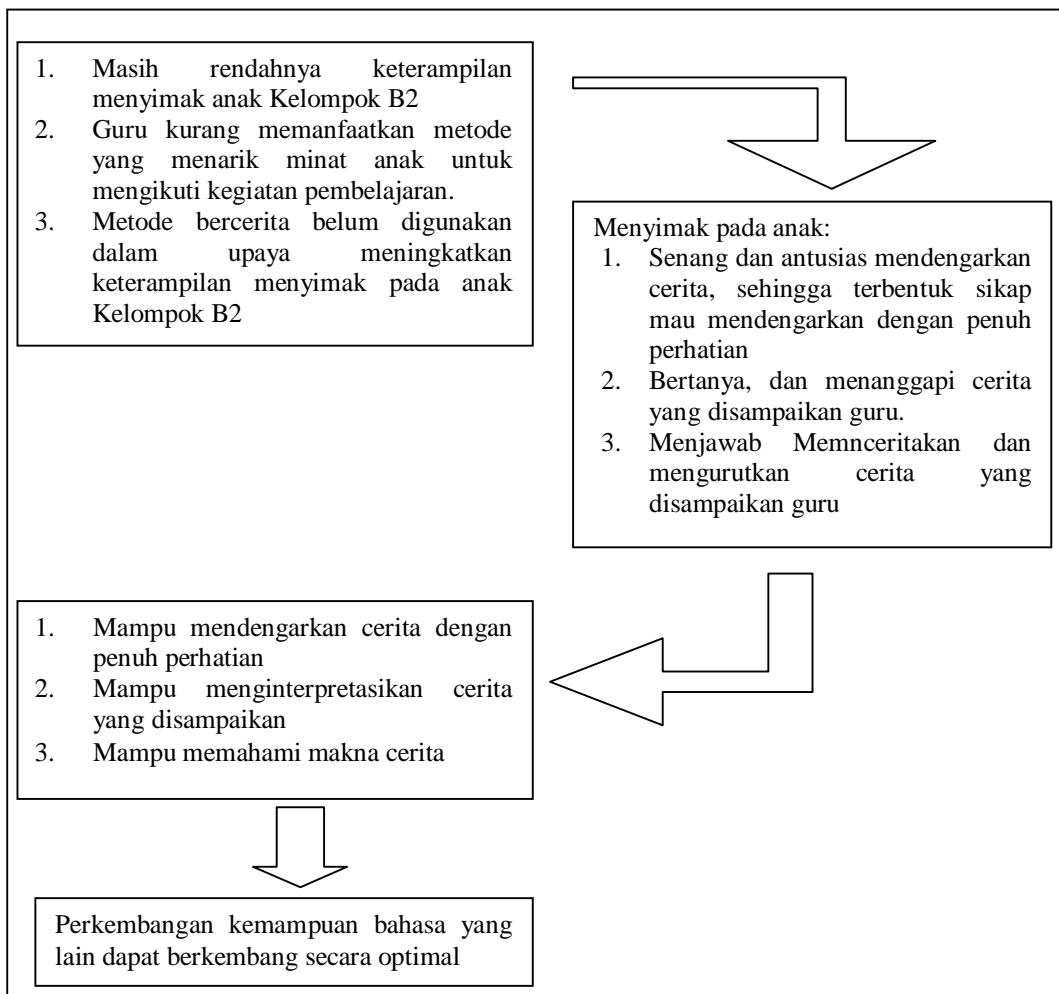 1. Masih rendahnya keterampilan
menyimak anak Kelompok B2
2. Guru kurang memanfaatkan metode
yang menarik minat anak untuk
mengikuti kegiatan pembelajaran.
3. Metode bercerita belum digunakan
dalam upaya meningkatkan
keterampilan menyimak pada anak
Kelompok B2
Menyimak pada anak:
1. Senang dan antusias mendengarkan
cerita, sehingga terbentuk sikap
mau mendengarkan dengan penuh
perhatian
2. Bertanya, dan menanggapi cerita
yang disampaikan guru.
3. Menjawab Memnceritakan dan
mengurutkan cerita yang
disampaikan guru
1. Mampu mendengarkan cerita dengan
penuh perhatian
2. Mampu menginterpretasikan cerita
yang disampaikan
3. Mampu memahami makna cerita
Perkembangan kemampuan bahasa yang
lain dapat berkembang secara optimal